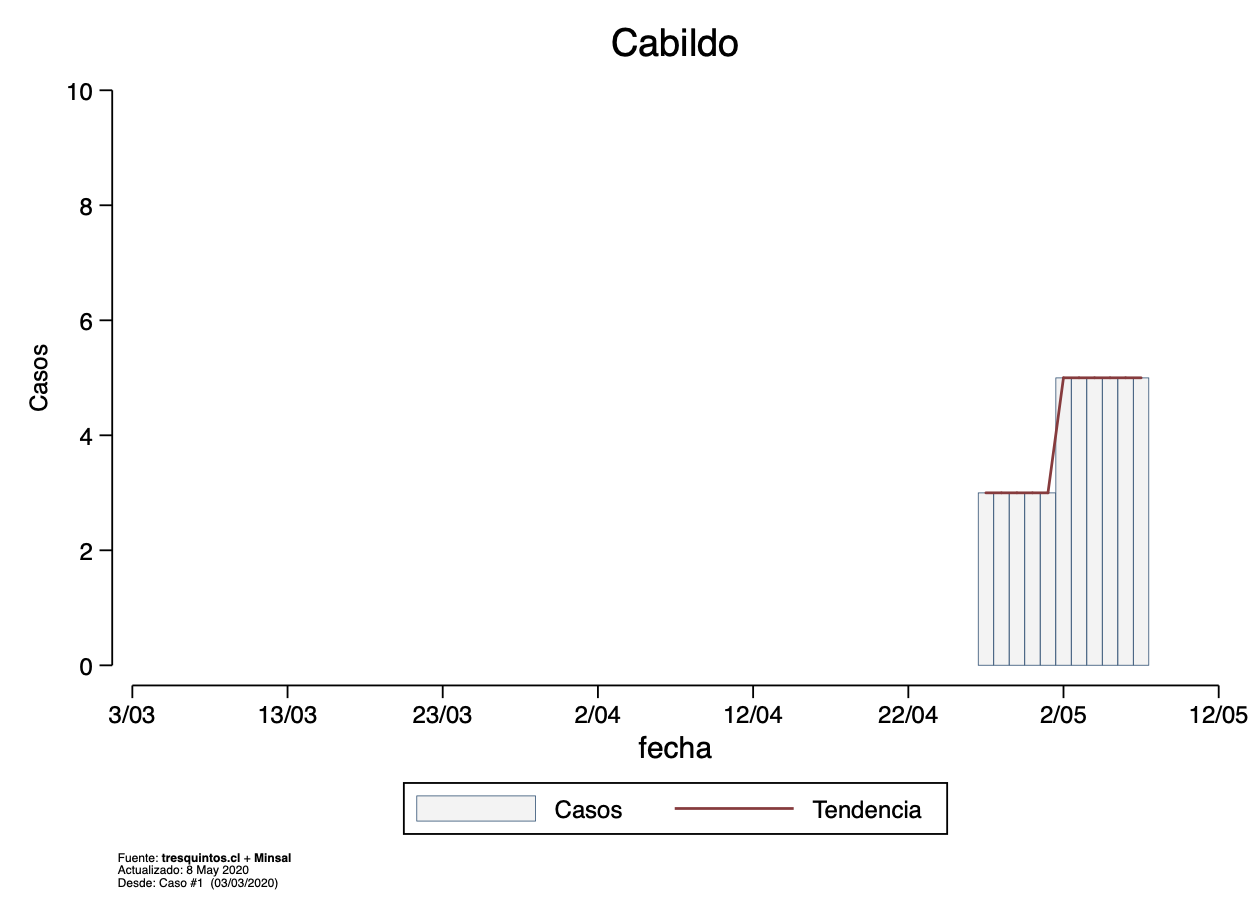 Cabildo
10
8
6
4
2
0
Casos
3/03 13/03 23/03 2/04 12/04 22/04 2/05 12/05
fecha
Casos Tendencia
Fuente: tresquintos.cl + Minsal
Actualizado: 8 May 2020
Desde: Caso #1 (03/03/2020)